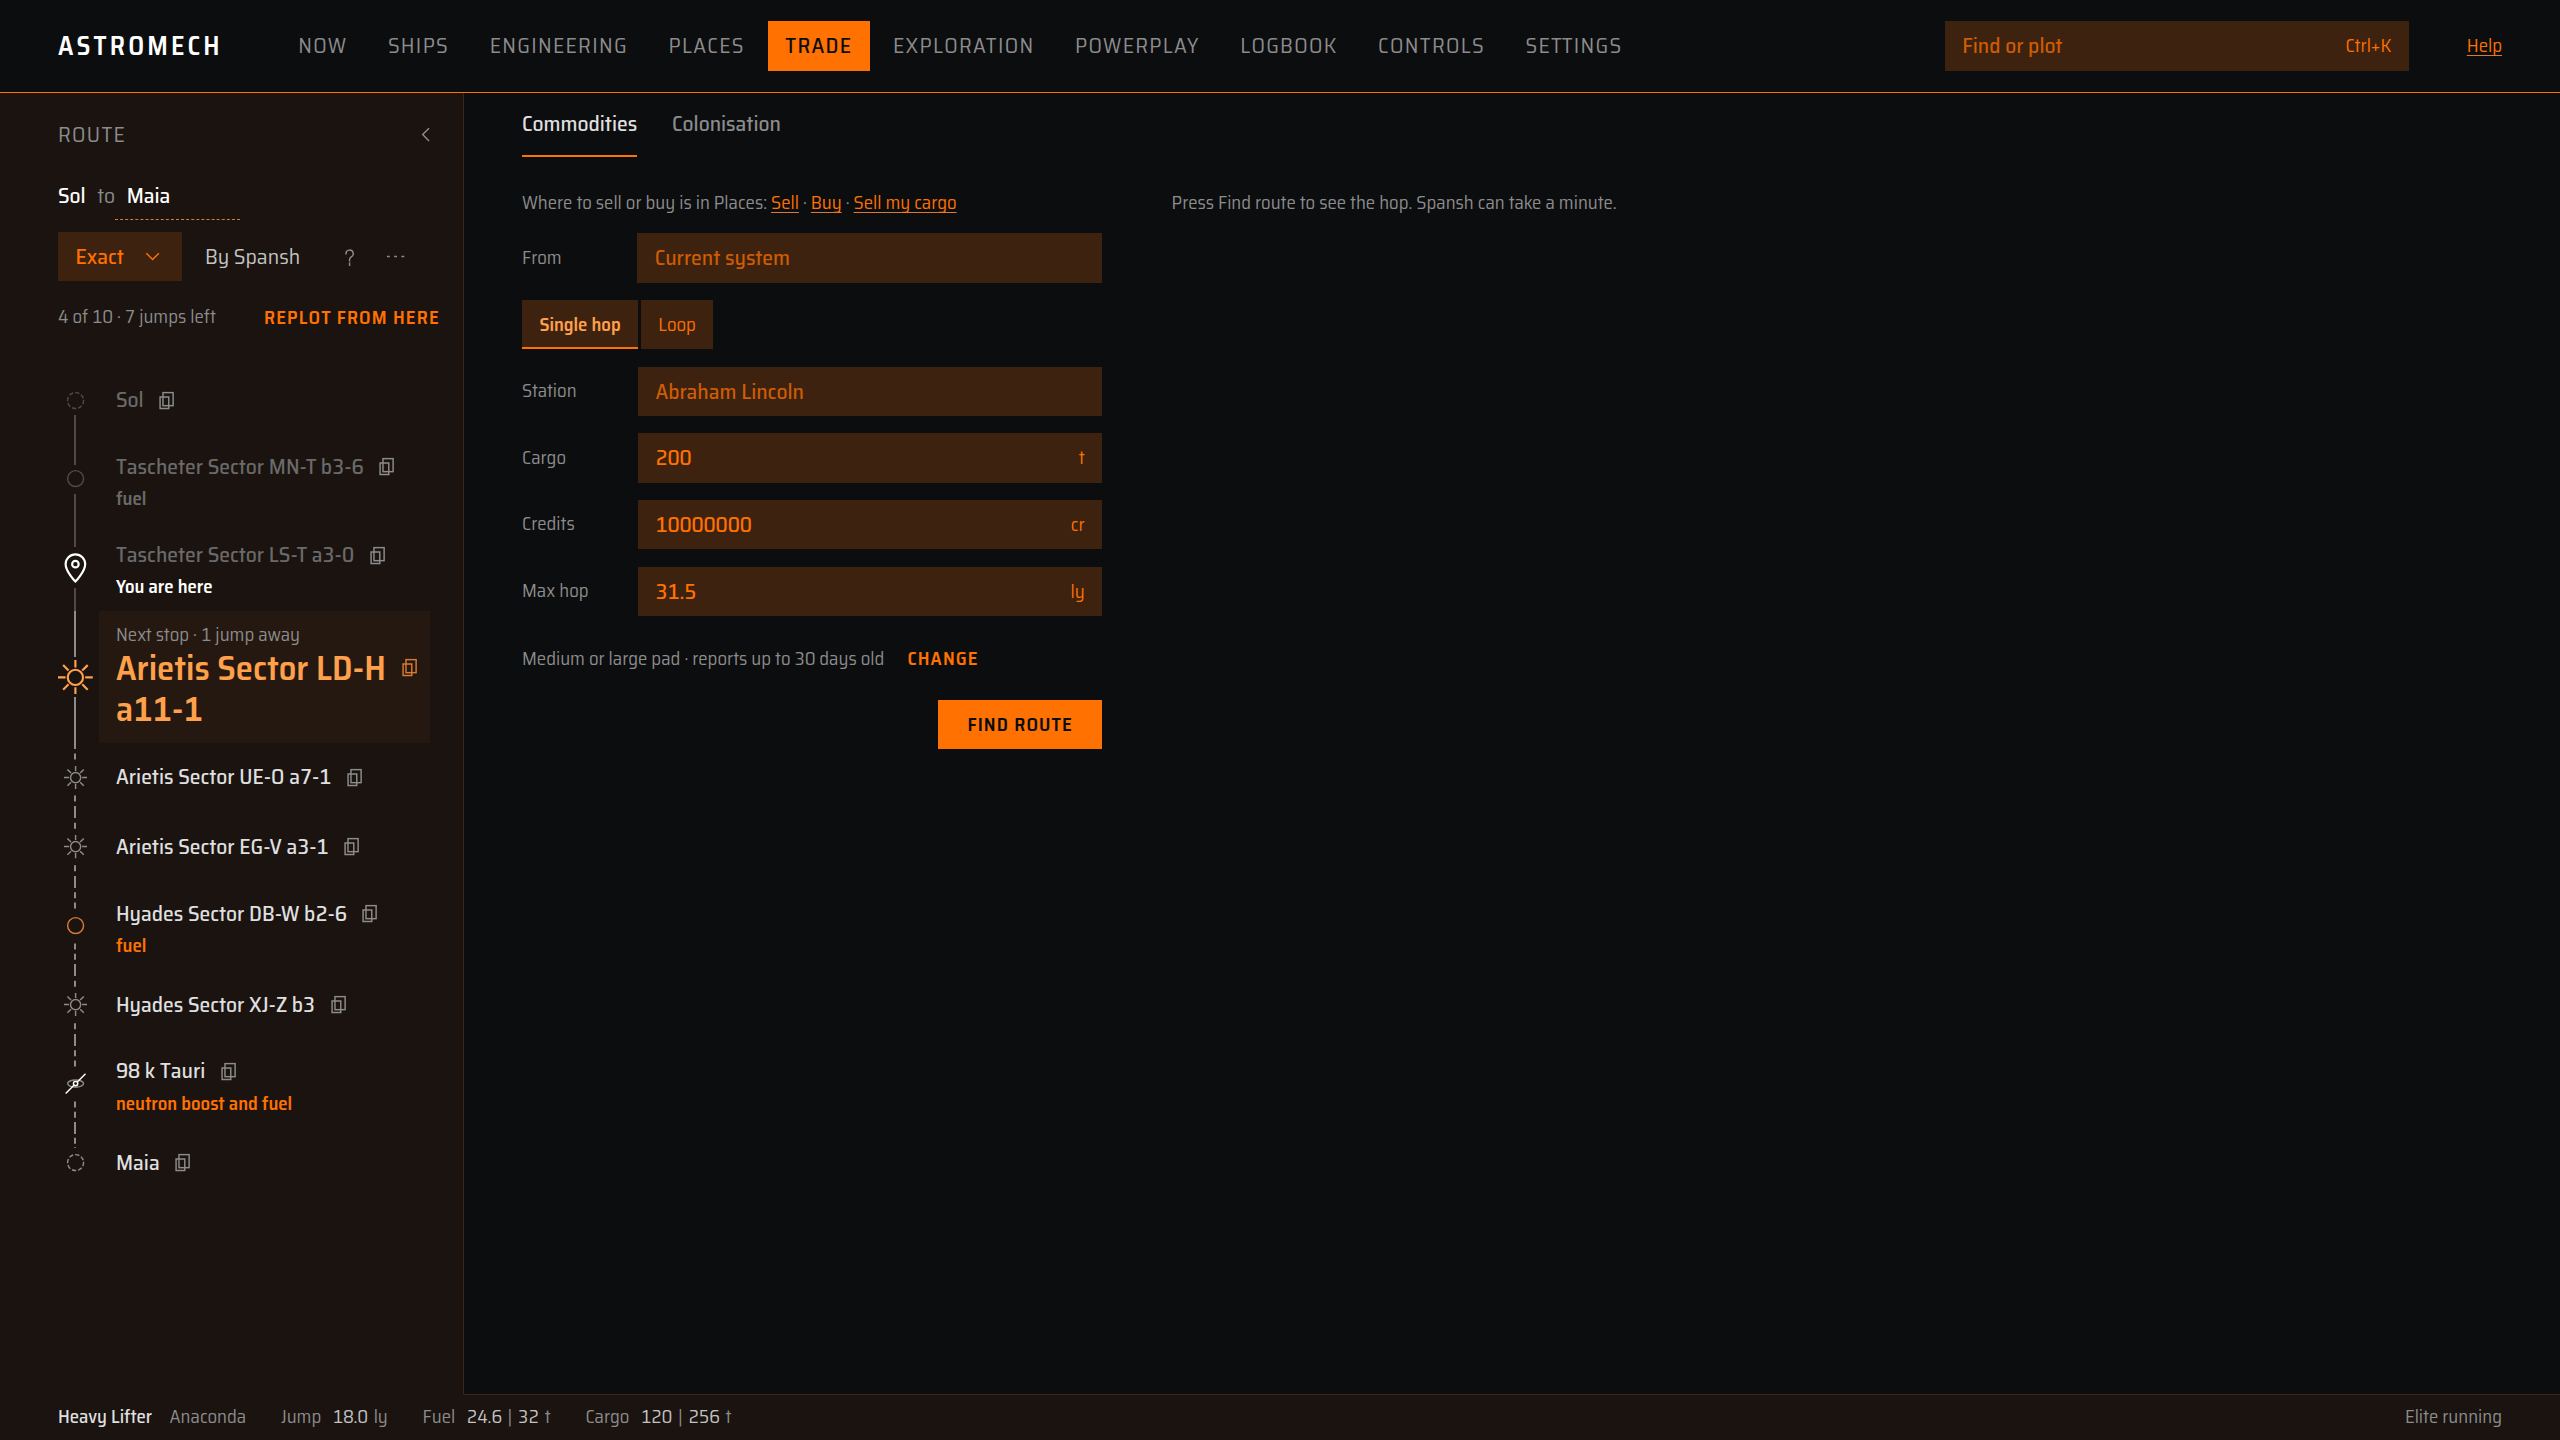 ASTROMECH NOW SHIPS ENGINEERING PLACES TRADE EXPLORATION POWERPLAY LOGBOOK CONTROLS SETTINGS Find or plot Ctrl+K Help
ROUTE
Sol to Maia
Exact By Spansh ? ---
4 of 10 · 7 jumps left REPLOT FROM HERE
Sol
Tascheter Sector MN-T b3-6
fuel
Tascheter Sector LS-T a3-0
You are here
Next stop · 1 jump away
Arietis Sector LD-H
a11-1
Arietis Sector UE-O a7-1
Arietis Sector EG-V a3-1
Hyades Sector DB-W b2-6
fuel
Hyades Sector XJ-Z b3
98 k Tauri
neutron boost and fuel
Maia
Commodities Colonisation
Where to sell or buy is in Places: Sell · Buy · Sell my cargo
From Current system
Single hop Loop
Station Abraham Lincoln
Cargo 200 t
Credits 10000000 cr
Max hop 31.5 ly
Medium or large pad · reports up to 30 days old CHANGE
FIND ROUTE
Press Find route to see the hop. Spansh can take a minute.
Heavy Lifter Anaconda Jump 18.0 ly Fuel 24.6 | 32 t Cargo 120 | 256 t Elite running